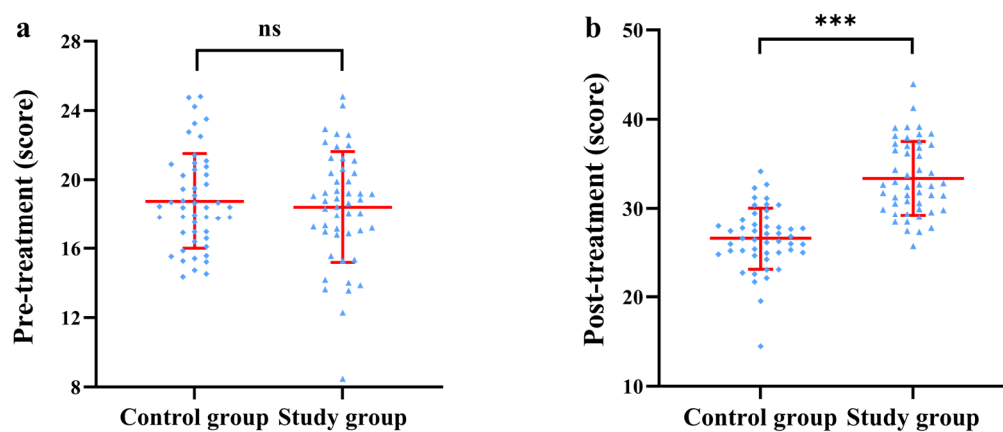 a
Pre-treatment (score)
28
24
20
16
12
8
ns
Control group Study group
b
Post-treatment (score)
50
40
30
20
10
***
Control group Study group